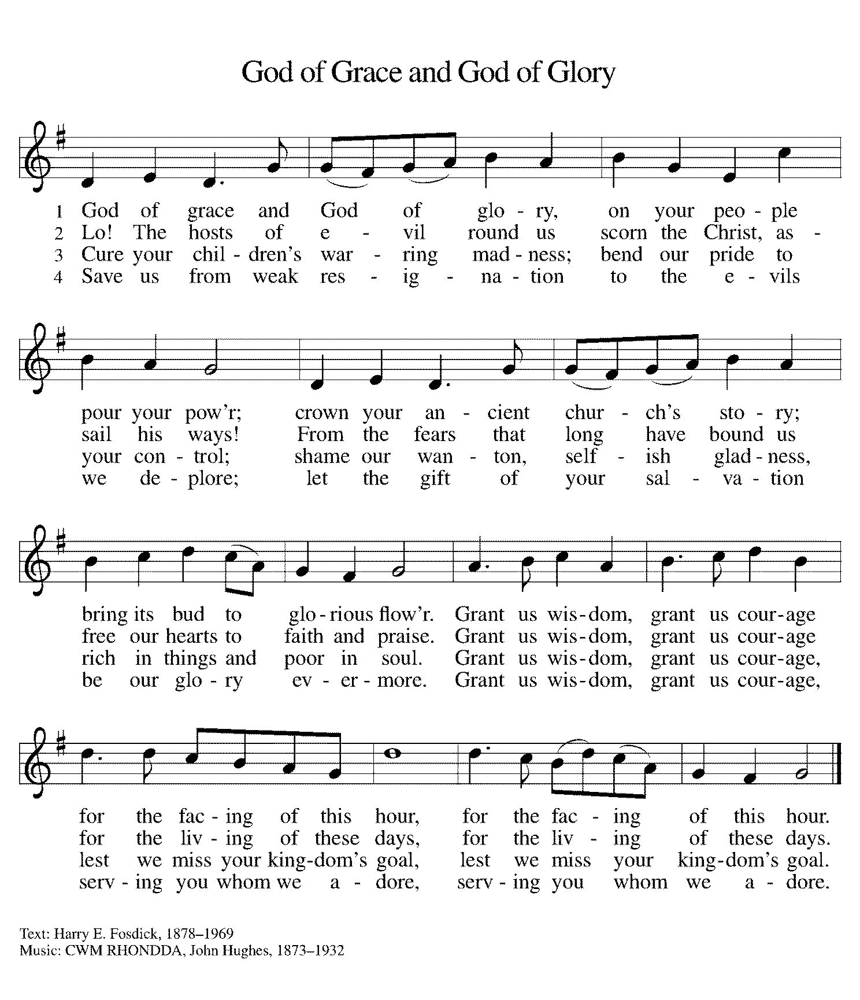 God of Grace and God of Glory
1 God of grace and God of glo - ry, on your peo - ple
2 Lo! The hosts of e - vil round us scorn the Christ, as -
3 Cure your chil - dren's war - ring mad - ness; bend our pride to
4 Save us from weak res - ig - na - tion to the e - vils
pour your pow'r; crown your an - cient chur - ch's sto - ry;
sail his ways! From the fears that long have bound us
your con - trol; shame our wan - ton, self - ish glad - ness,
we de - plore; let the gift of your sal - va - tion
bring its bud to glo - rious flow'r. Grant us wis - dom, grant us cour - age
free our hearts to faith and praise. Grant us wis - dom, grant us cour - age
rich in things and poor in soul. Grant us wis - dom, grant us cour - age,
be our glo - ry ev - er - more. Grant us wis - dom, grant us cour - age,
for the fac - ing of this hour, for the fac - ing of this hour.
for the liv - ing of these days, for the liv - ing of these days.
lest we miss your king - dom's goal, lest we miss your king - dom's goal.
serv - ing you whom we a - dore, serv - ing you whom we a - dore.
Text: Harry E. Fosdick, 1878–1969
Music: CWM RHONDDA, John Hughes, 1873–1932